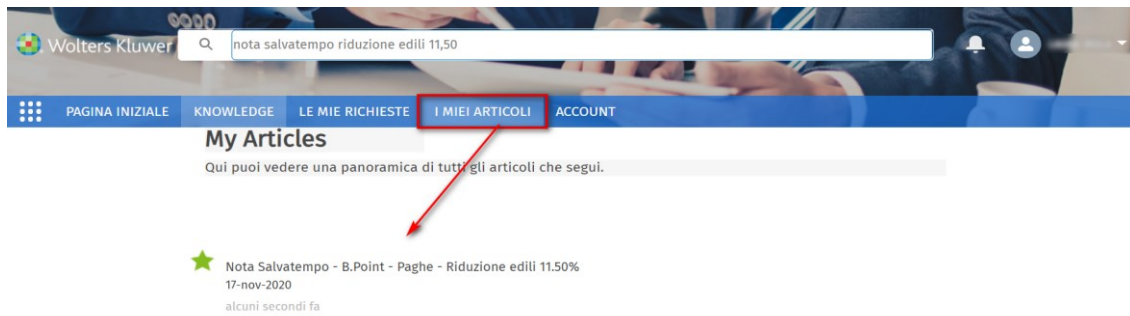 Wolters Kluwer
nota salvatempo riduzione edili 11,50
PAGINA INIZIALE KNOWLEDGE LE MIE RICHIESTE I MIEI ARTICOLI ACCOUNT
My Articles
Qui puoi vedere una panoramica di tutti gli articoli che segui.
Nota Salvatempo - B.Point - Paghe - Riduzione edili 11.50%
17-nov-2020
alcuni secondi fa